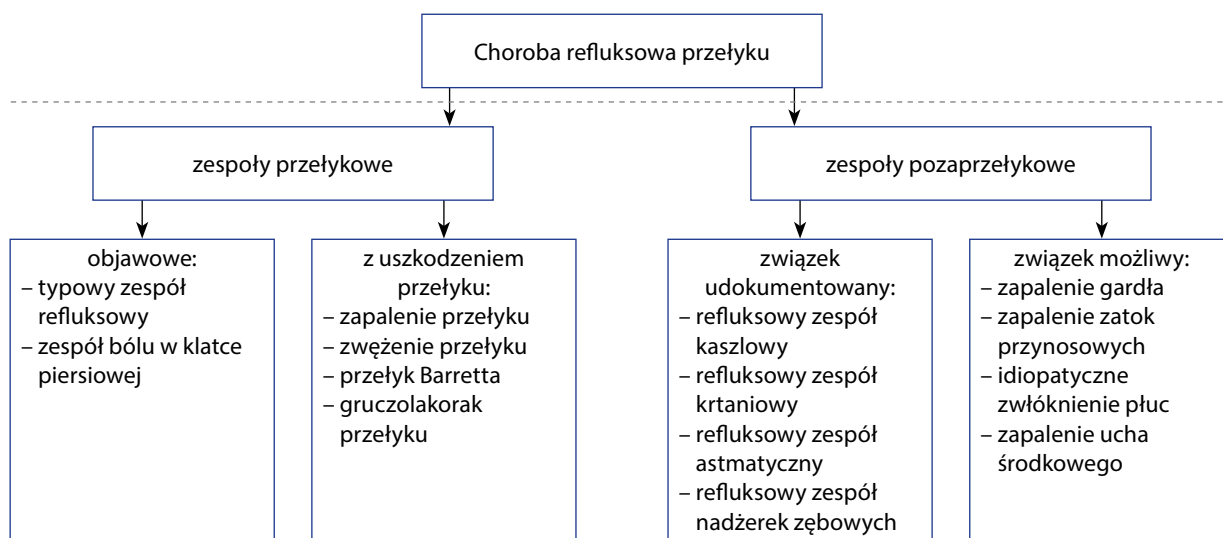 Choroba refluksowa przełyku
zespoły przełykowe
zespoły pozaprzełykowe
objawowe:
– typowy zespół
refluksowy
– zespół bólu w klatce
piersiowej
z uszkodzeniem
przełyku:
– zapalenie przełyku
– zwężenie przełyku
– przełyk Barretta
– gruczolakorak
przełyku
związek
udokumentowany:
– refluksowy zespół
kaszlowy
– refluksowy zespół
krtaniowy
– refluksowy zespół
astmatyczny
– refluksowy zespół
nadżerek zębowych
związek możliwy:
– zapalenie gardła
– zapalenie zatok
przynosowych
– idiopatyczne
zwłóknienie płuc
– zapalenie ucha
środkowego